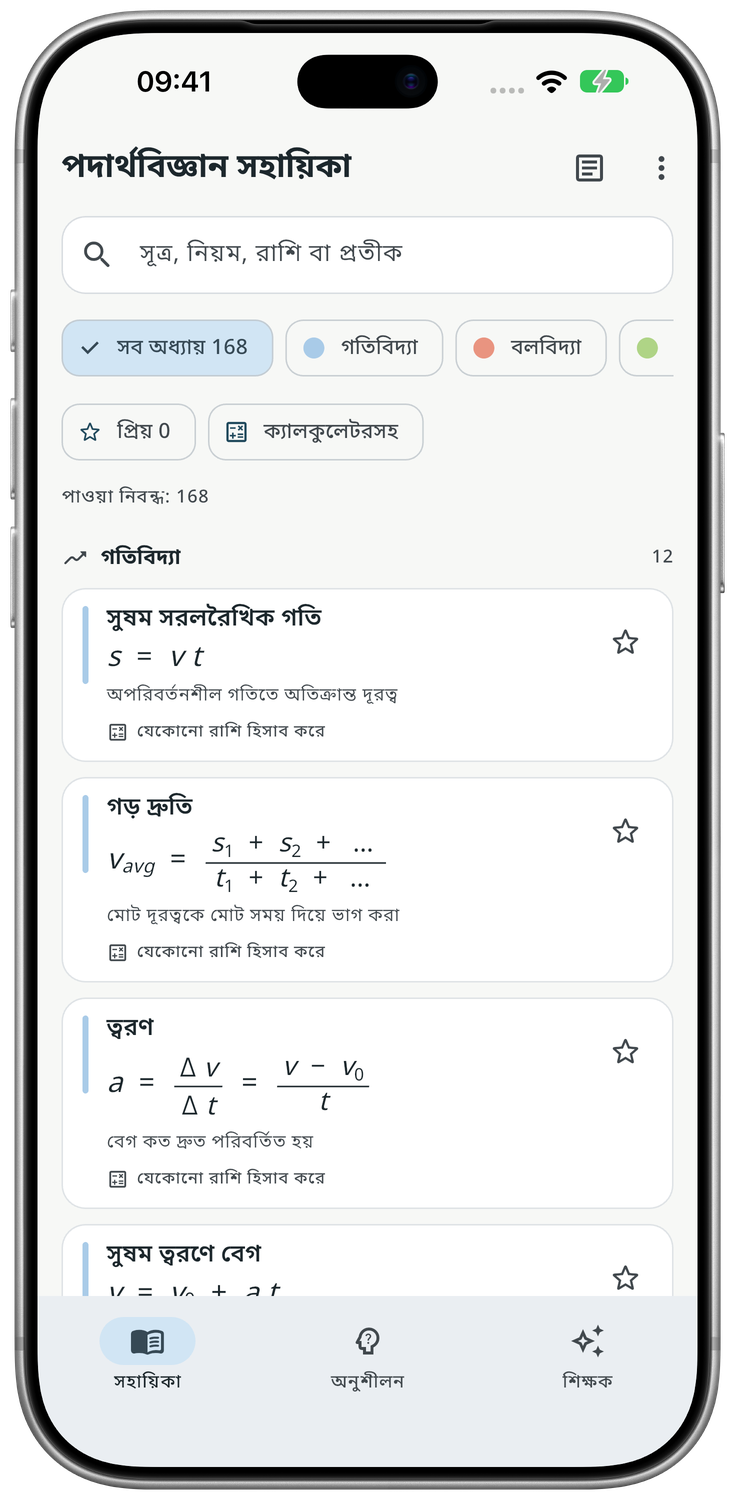 09:41
পদার্থবিজ্ঞান সহায়িকা
সূত্র, নিয়ম, রাশি বা প্রতীক
সব অধ্যায় 168
গতিবিদ্যা
বলবিদ্যা
প্রিয় 0
ক্যালকুলেটরসহ
পাওয়া নিবন্ধ: 168
গতিবিদ্যা 12
সুষম সরলরৈখিক গতি
s = v t
অপরিবর্তনশীল গতিতে অতিক্রান্ত দূরত্ব
যেকোনো রাশি হিসাব করে
গড় দ্রুতি
v_avg = (s₁ + s₂ + ...) / (t₁ + t₂ + ...)
মোট দূরত্বকে মোট সময় দিয়ে ভাগ করা
যেকোনো রাশি হিসাব করে
ত্বরণ
a = Δ v / Δ t = (v − v₀) / t
বেগ কত দ্রুত পরিবর্তিত হয়
যেকোনো রাশি হিসাব করে
সুষম ত্বরণে বেগ
v = v₀ + a t
সহায়িকা
অনুশীলন
শিক্ষক